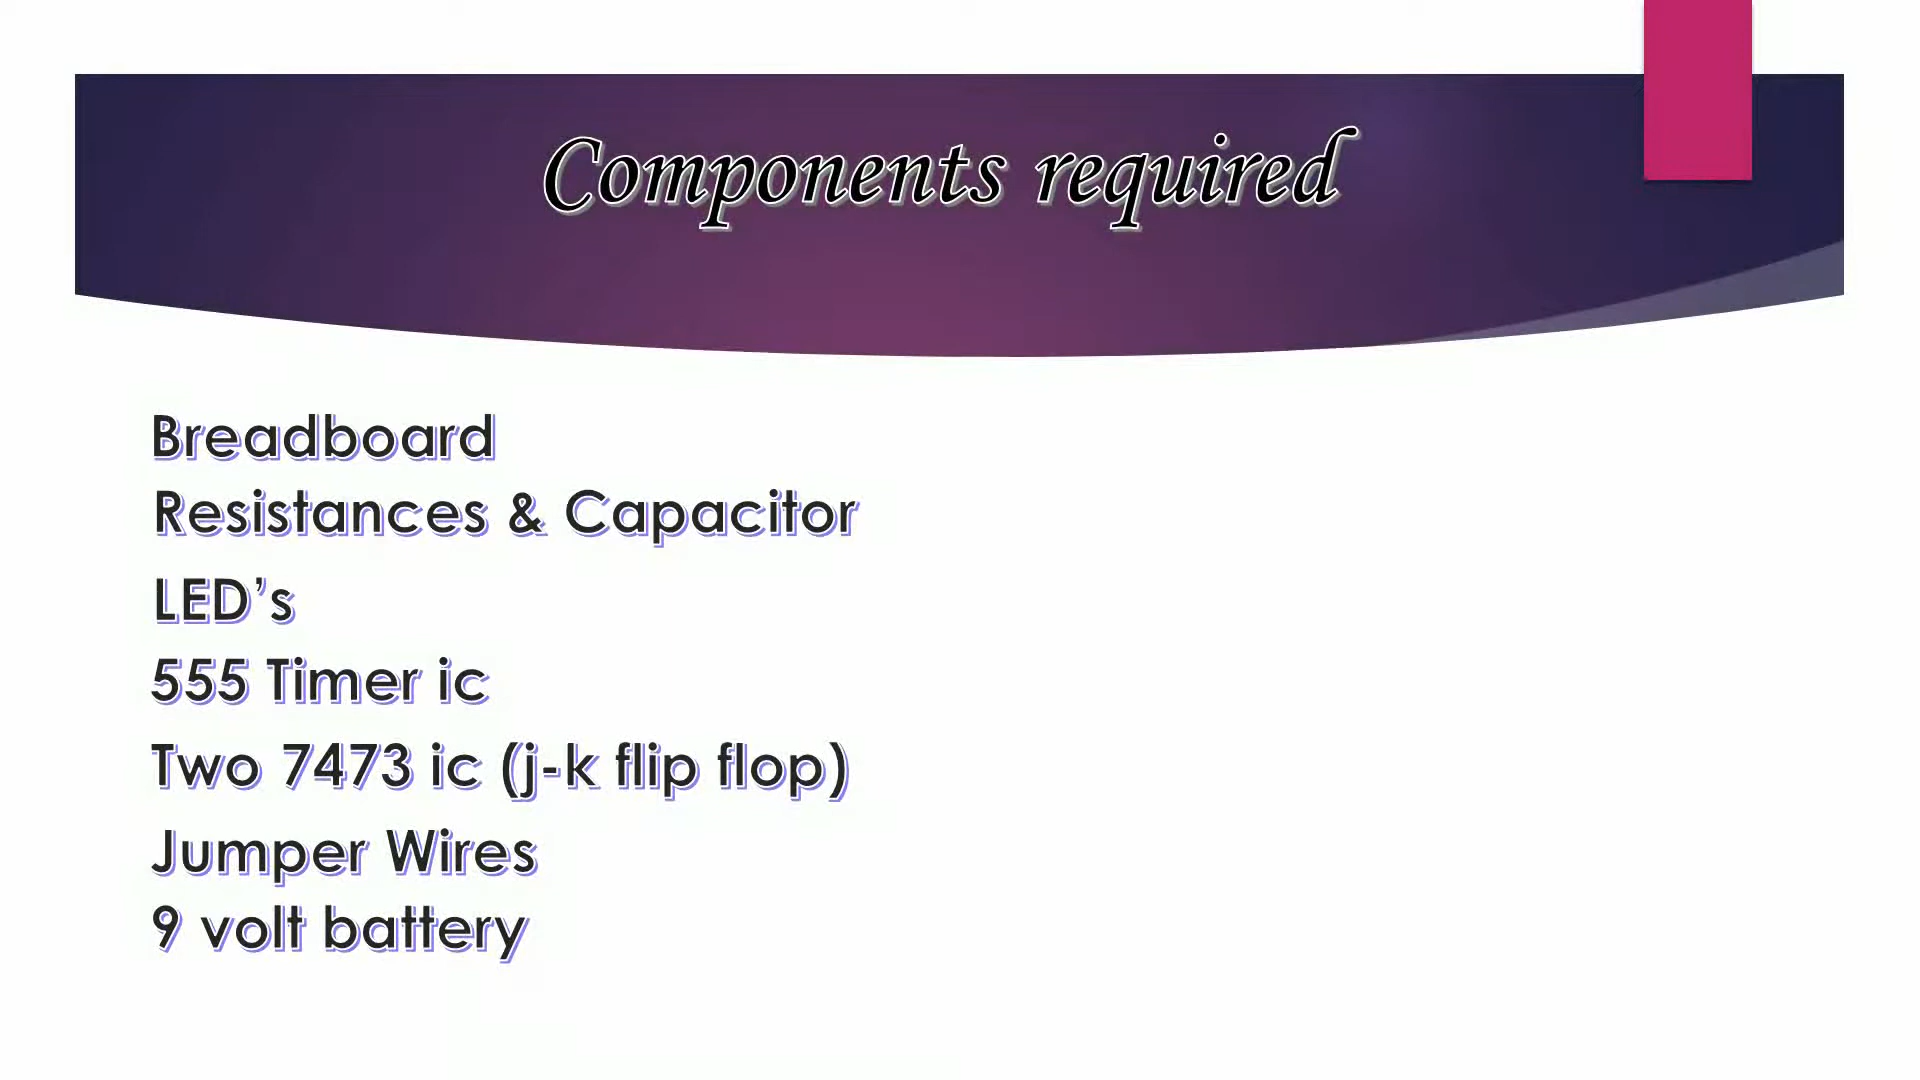 Components required
Breadboard
Resistances & Capacitor
LED’s
555 Timer ic
Two 7473 ic (j-k flip flop)
Jumper Wires
9 volt battery